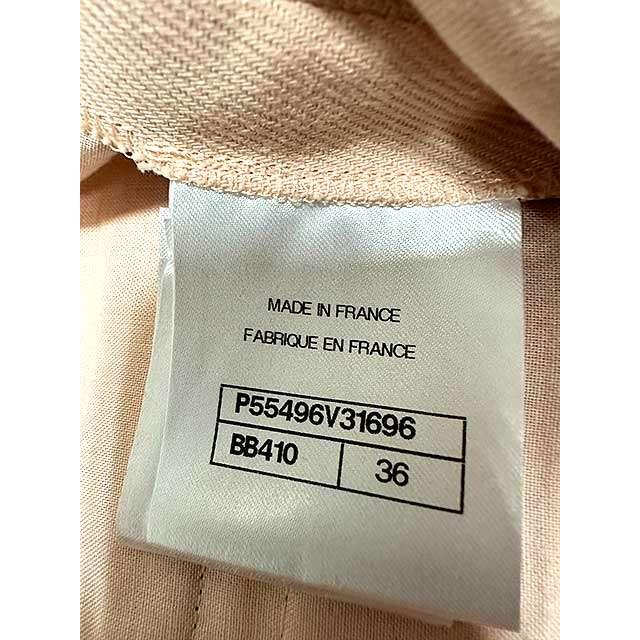 MADE IN FRANCE
FABRIQUE EN FRANCE
P55496V31696
BB410 36